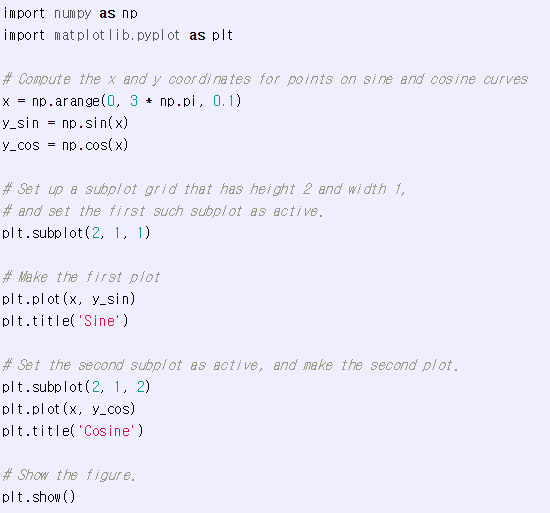 import numpy as np
import matplotlib.pyplot as plt
# Compute the x and y coordinates for points on sine and cosine curves
x = np.arange(0, 3 * np.pi, 0.1)
y_sin = np.sin(x)
y_cos = np.cos(x)
# Set up a subplot grid that has height 2 and width 1,
# and set the first such subplot as active.
plt.subplot(2, 1, 1)
# Make the first plot
plt.plot(x, y_sin)
plt.title('Sine')
# Set the second subplot as active, and make the second plot.
plt.subplot(2, 1, 2)
plt.plot(x, y_cos)
plt.title('Cosine')
# Show the figure.
plt.show()